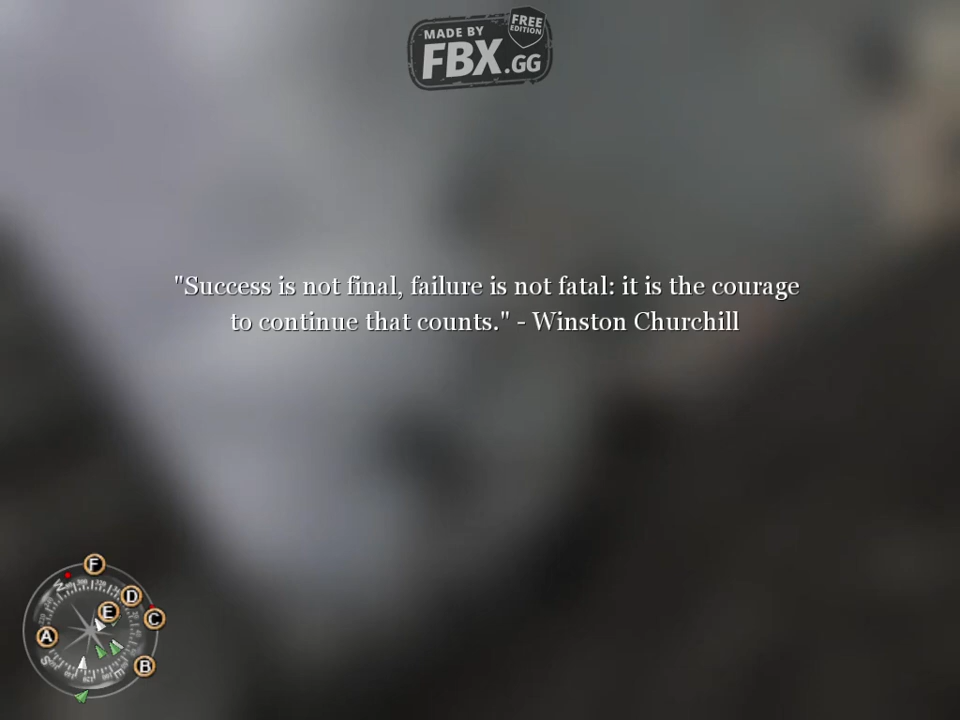 MADE BY
FREE
EDITION
FBX.GG
"Success is not final, failure is not fatal: it is the courage
to continue that counts." - Winston Churchill
F
D
E
C
A
B